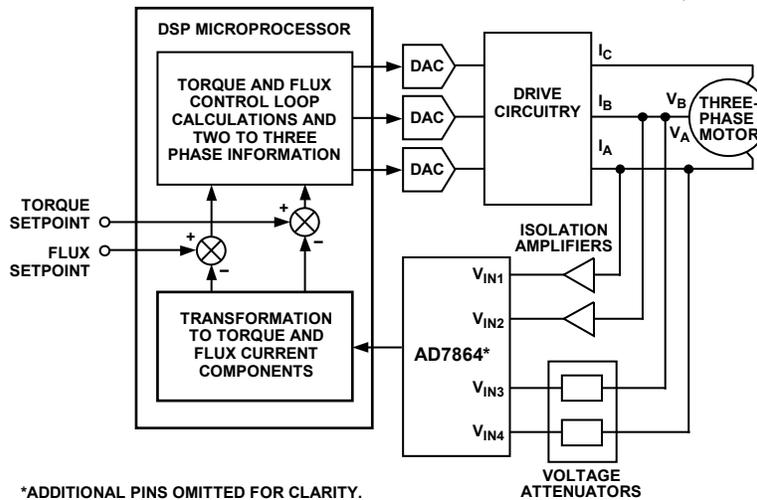 DSP MICROPROCESSOR
TORQUE AND FLUX
CONTROL LOOP
CALCULATIONS AND
TWO TO THREE
PHASE INFORMATION
DAC
DAC
DAC
DRIVE
CIRCUITRY
IC
IB
IA
VB
VA
THREE-
PHASE
MOTOR
TORQUE
SETPOINT
FLUX
SETPOINT
+
–
+
–
TRANSFORMATION
TO TORQUE AND
FLUX CURRENT
COMPONENTS
ISOLATION
AMPLIFIERS
AD7864*
VIN1
VIN2
VIN3
VIN4
VOLTAGE
ATTENUATORS
*ADDITIONAL PINS OMITTED FOR CLARITY.